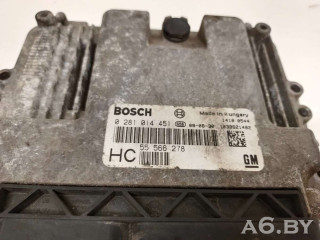 BOSCH
Made in Hungary
0 281 014 451
HC
55 566 278
GM
A6.BY